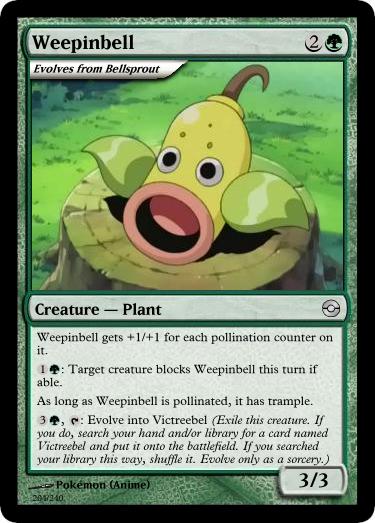 Weepinbell 2
Evolves from Bellsprout
Creature — Plant
Weepinbell gets +1/+1 for each pollination counter on
it.
1 : Target creature blocks Weepinbell this turn if
able.
As long as Weepinbell is pollinated, it has trample.
3 , : Evolve into Victreebel (Exile this creature. If
you do, search your hand and/or library for a card named
Victreebel and put it onto the battlefield. If you searched
your library this way, shuffle it. Evolve only as a sorcery.)
Pokémon (Anime)
204/240
3/3